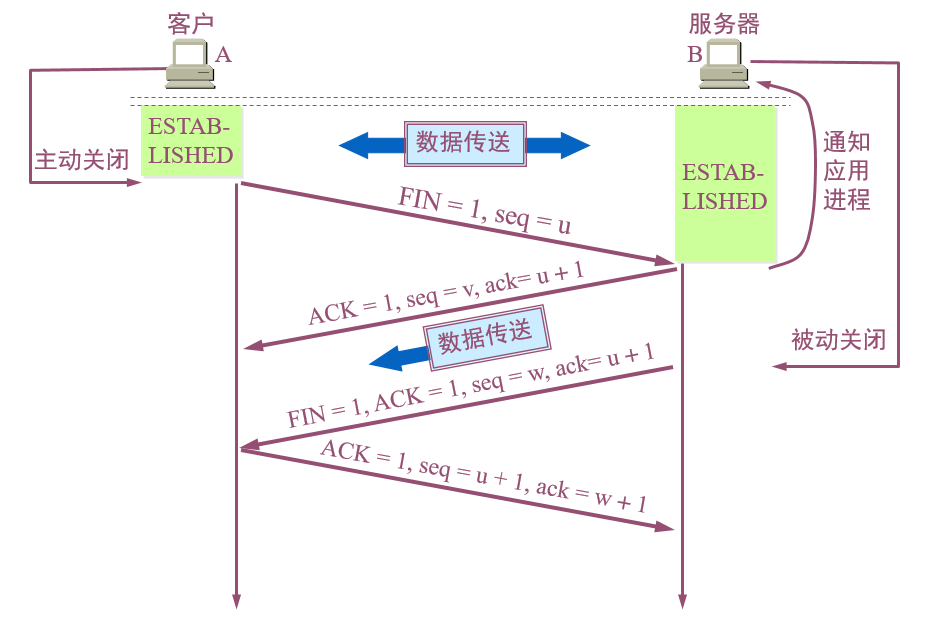 客户
A
服务器
B
ESTAB-
LISHED
数据传送
主动关闭
ESTAB-
LISHED
通知
应用
进程
FIN = 1, seq = u
ACK = 1, seq = v, ack= u + 1
数据传送
被动关闭
FIN = 1, ACK = 1, seq = w, ack= u + 1
ACK = 1, seq = u + 1, ack = w + 1